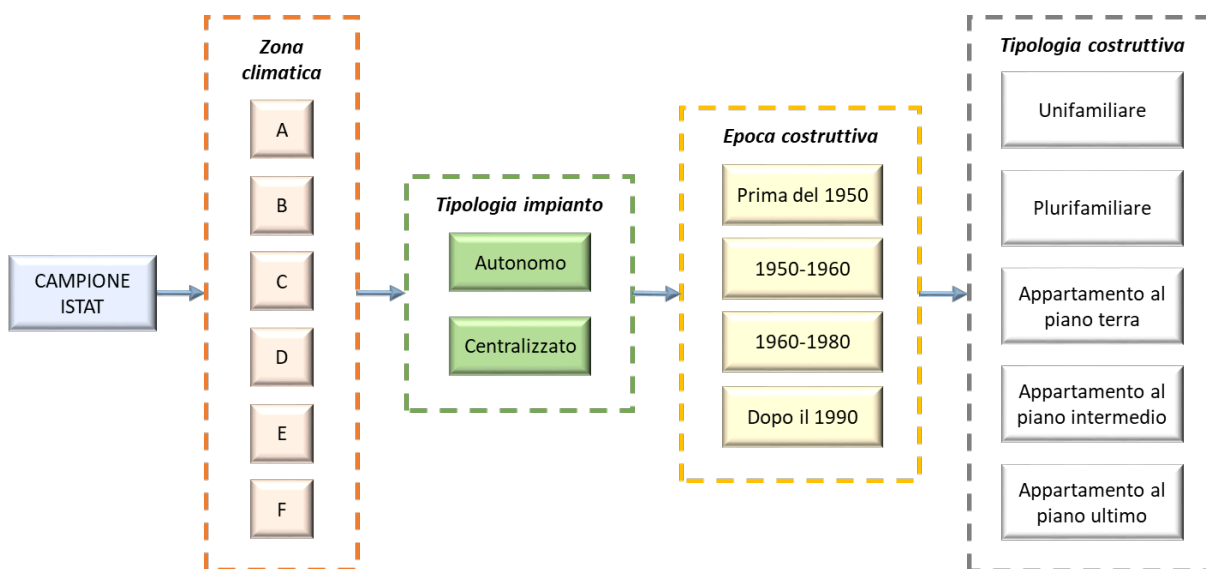 CAMPIONE
ISTAT
Zona
climatica
A
B
C
D
E
F
Tipologia impianto
Autonomo
Centralizzato
Epoca costruttiva
Prima del 1950
1950-1960
1960-1980
Dopo il 1990
Tipologia costruttiva
Unifamiliare
Plurifamiliare
Appartamento al
piano terra
Appartamento al
piano intermedio
Appartamento al
piano ultimo